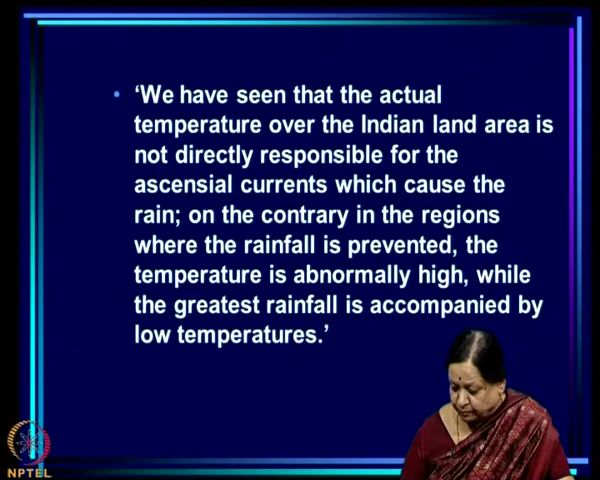 • ‘We have seen that the actual
temperature over the Indian land area is
not directly responsible for the
ascensial currents which cause the
rain; on the contrary in the regions
where the rainfall is prevented, the
temperature is abnormally high, while
the greatest rainfall is accompanied by
low temperatures.’
NPTEL